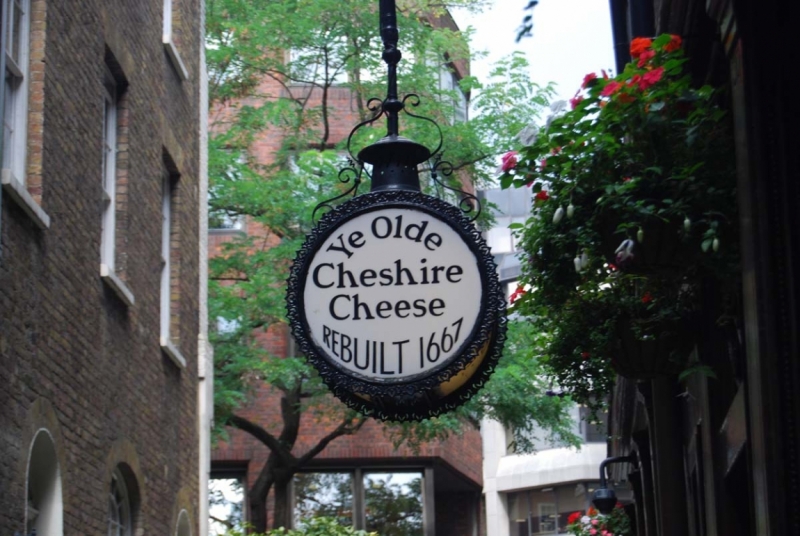 Ye Olde
Cheshire
Cheese
REBUILT 1667